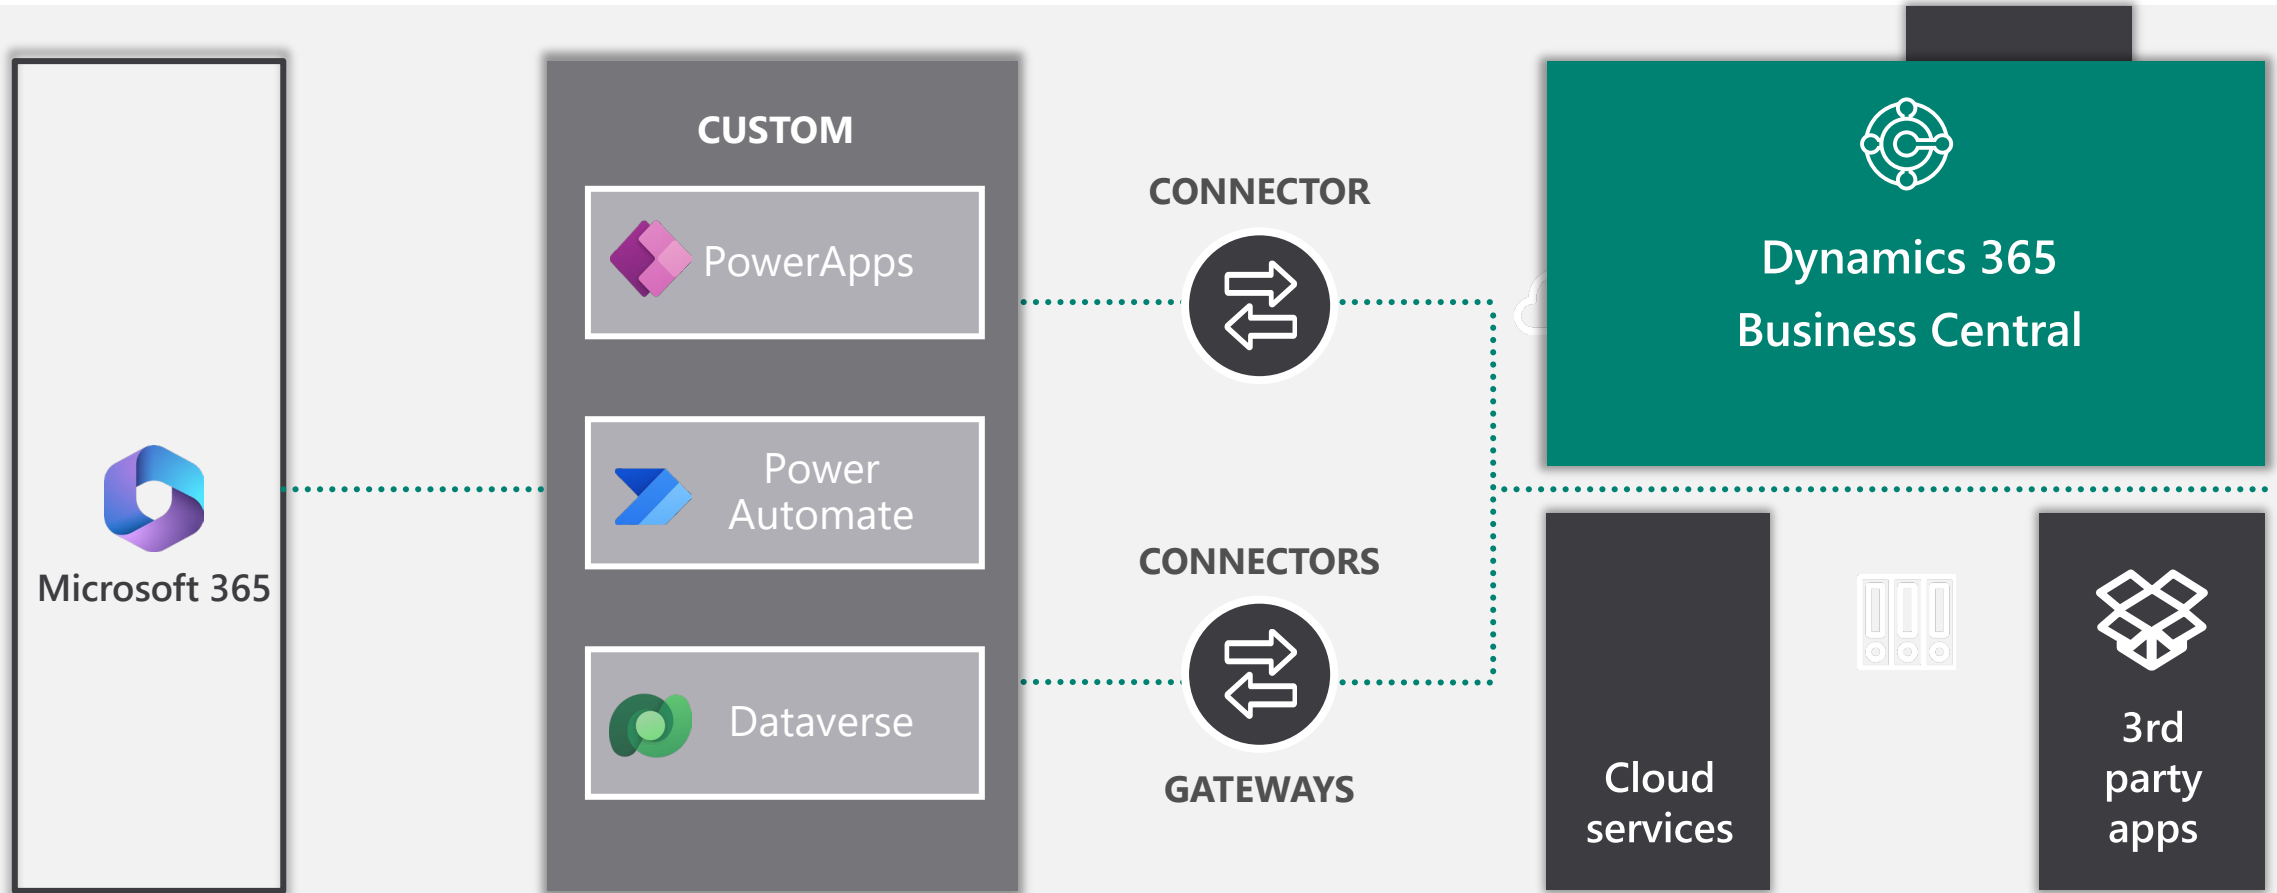 Microsoft 365
CUSTOM
PowerApps
Power
Automate
Dataverse
CONNECTOR
CONNECTORS
GATEWAYS
Dynamics 365
Business Central
Cloud
services
3rd
party
apps